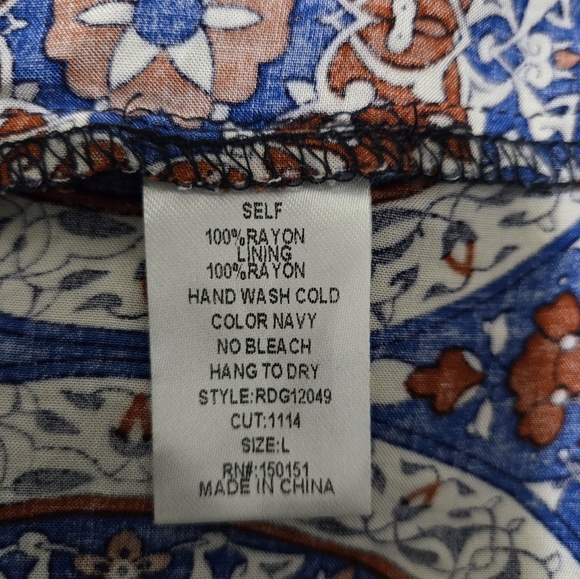 SELF
100%RAYON
LINING
100%RAYON
HAND WASH COLD
COLOR NAVY
NO BLEACH
HANG TO DRY
STYLE:RDG12049
CUT:1114
SIZE:L
RN#:150151
MADE IN CHINA